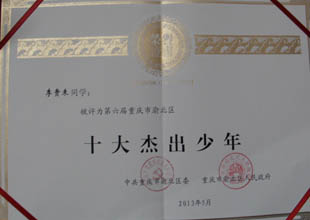 同学：
被评为第六届重庆市渝北区
十大杰出少年
中共重庆市渝北区委 重庆市渝北区人民政府
2013年5月